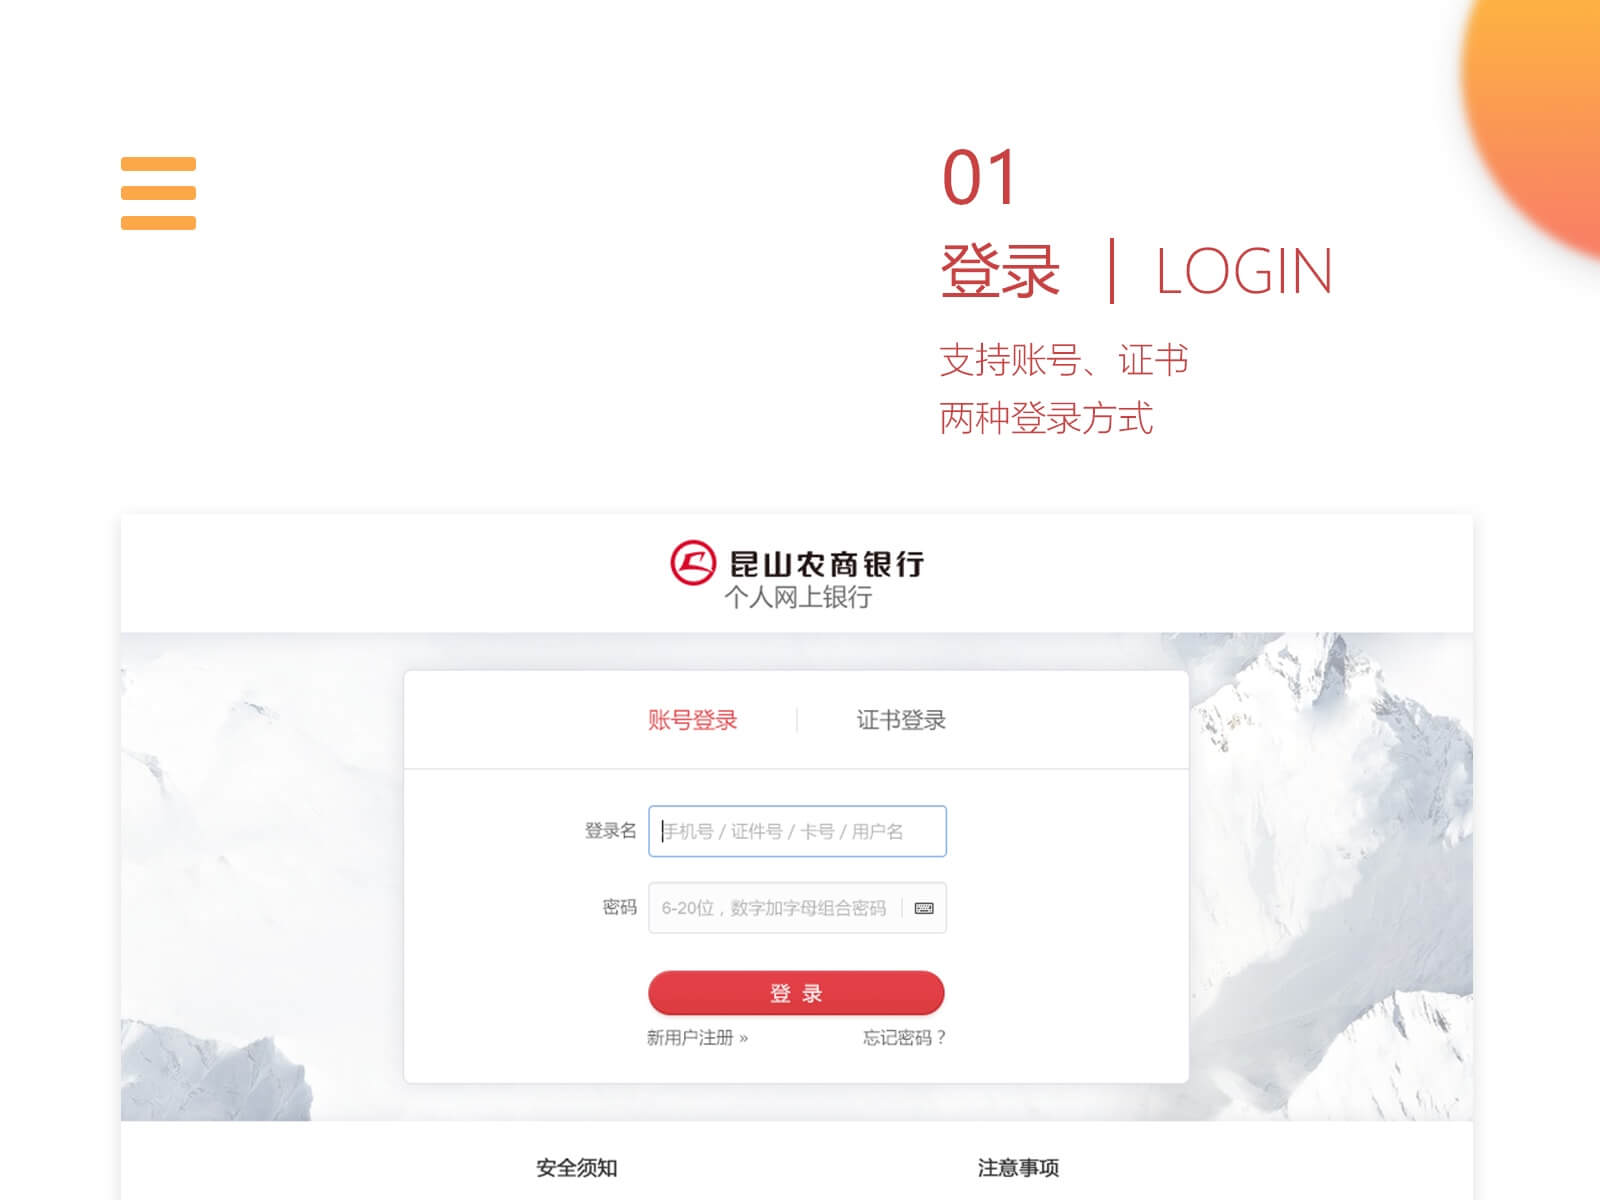 01
登录 | LOGIN
支持账号、证书
两种登录方式
昆山农商银行
个人网上银行
账号登录 证书登录
登录名 手机号 / 证件号 / 卡号 / 用户名
密码 6-20位，数字加字母组合密码
登 录
新用户注册 » 忘记密码？
安全须知 注意事项